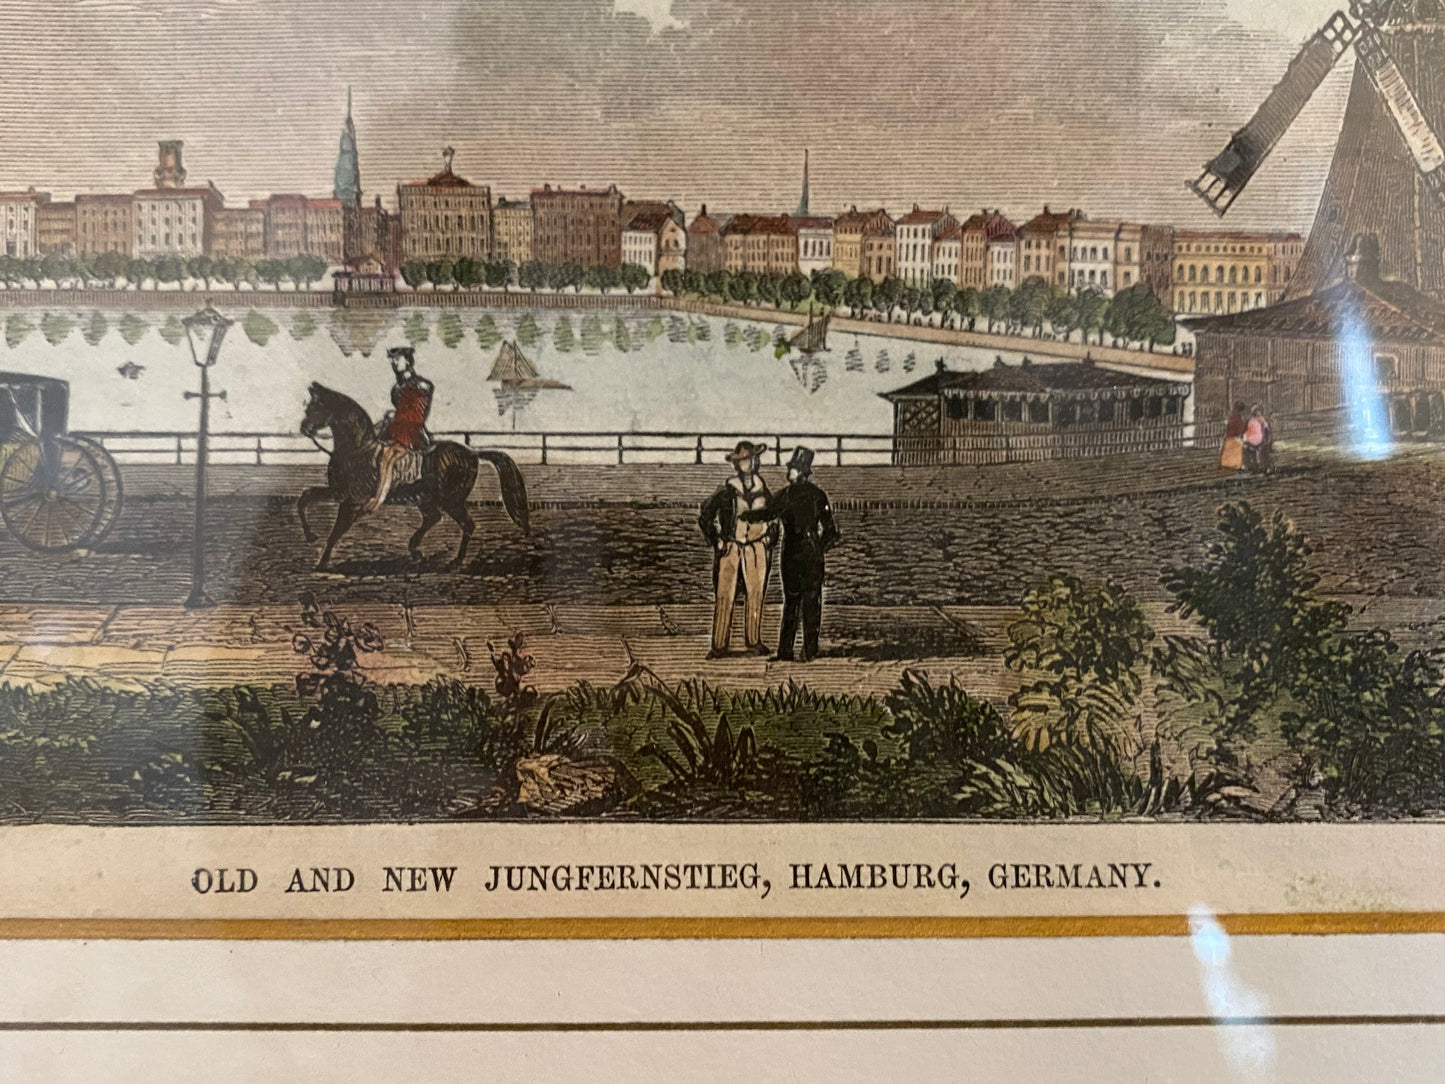 OLD AND NEW JUNGFERNSTIEG, HAMBURG, GERMANY.